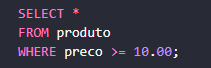 SELECT *
FROM produto
WHERE preco >= 10.00;